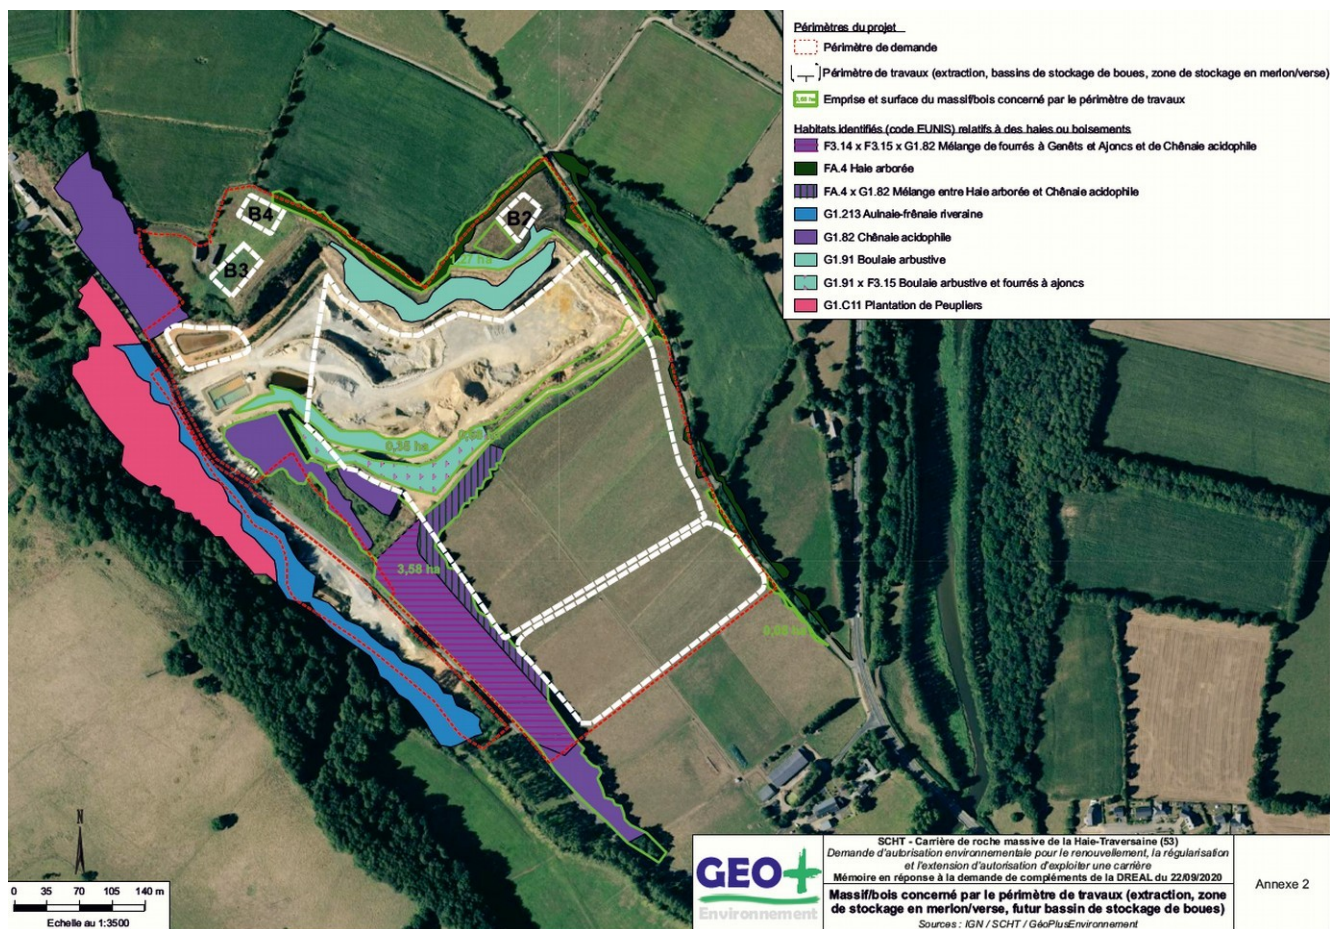 Périmètres du projet
Périmètre de demande
Périmètre de travaux (extraction, bassins de stockage de boues, zone de stockage en merlon/verse)
Emprise et surface du massif/bois concerné par le périmètre de travaux
Habitats identifiées (code EUNIS) relatifs à des haies ou boisements
F3.14 x F3.15 x G1.82 Mélange de fourrés à Genêts et Ajoncs et de Chênaie acidophile
FA.4 Haie arborée
FA.4 x G1.82 Mélange entre Haie arborée et Chênaie acidophile
G1.213 Aulnaie-frênaie riveraine
G1.82 Chênaie acidophile
G1.91 Boulaie arbustive
G1.91 x F3.15 Boulaie arbustive et fourrés à ajoncs
G1.C11 Plantation de Peupliers
B4
B2
B3
3,58 ha
N
0 35 70 105 140 m
Echelle au 1:3500
GEO+
Environnement
SCHT - Carrière de roche massive de la Haie-Traversaine (53)
Demande d'autorisation environnementale pour le renouvellement, la régularisation
et l'extension d'autorisation d'exploiter une carrière
Mémoire en réponse à la demande de compléments de la DREAL du 22/09/2020
Massif/bois concerné par le périmètre de travaux (extraction, zone
de stockage en merlon/verse, futur bassin de stockage de boues)
Sources : IGN / SCHT / GéoPlusEnvironnement
Annexe 2